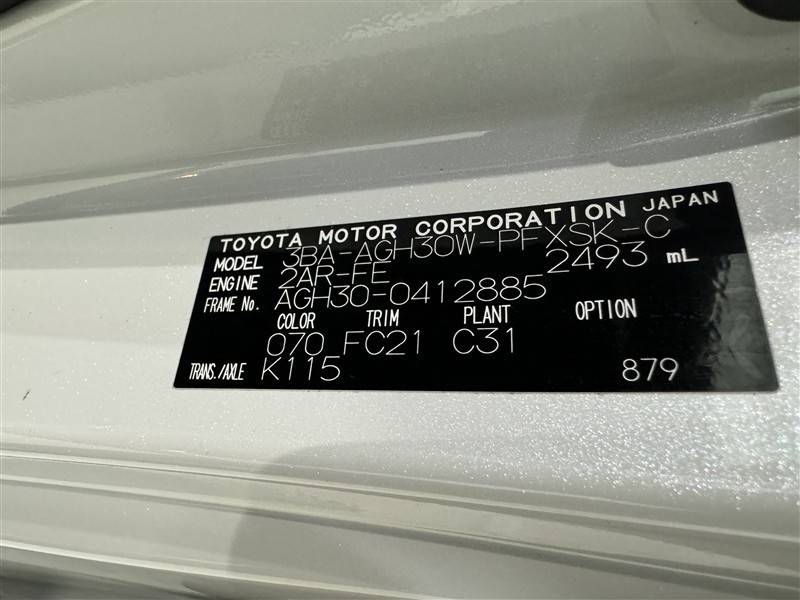 TOYOTA MOTOR CORPORATION JAPAN
MODEL 3BA-AGH30W-PFXSK-C
ENGINE 2AR-FE 2493 mL
FRAME No. AGH30-0412885
COLOR TRIM PLANT OPTION
070 FC21 C31
TRANS./AXLE K115 879